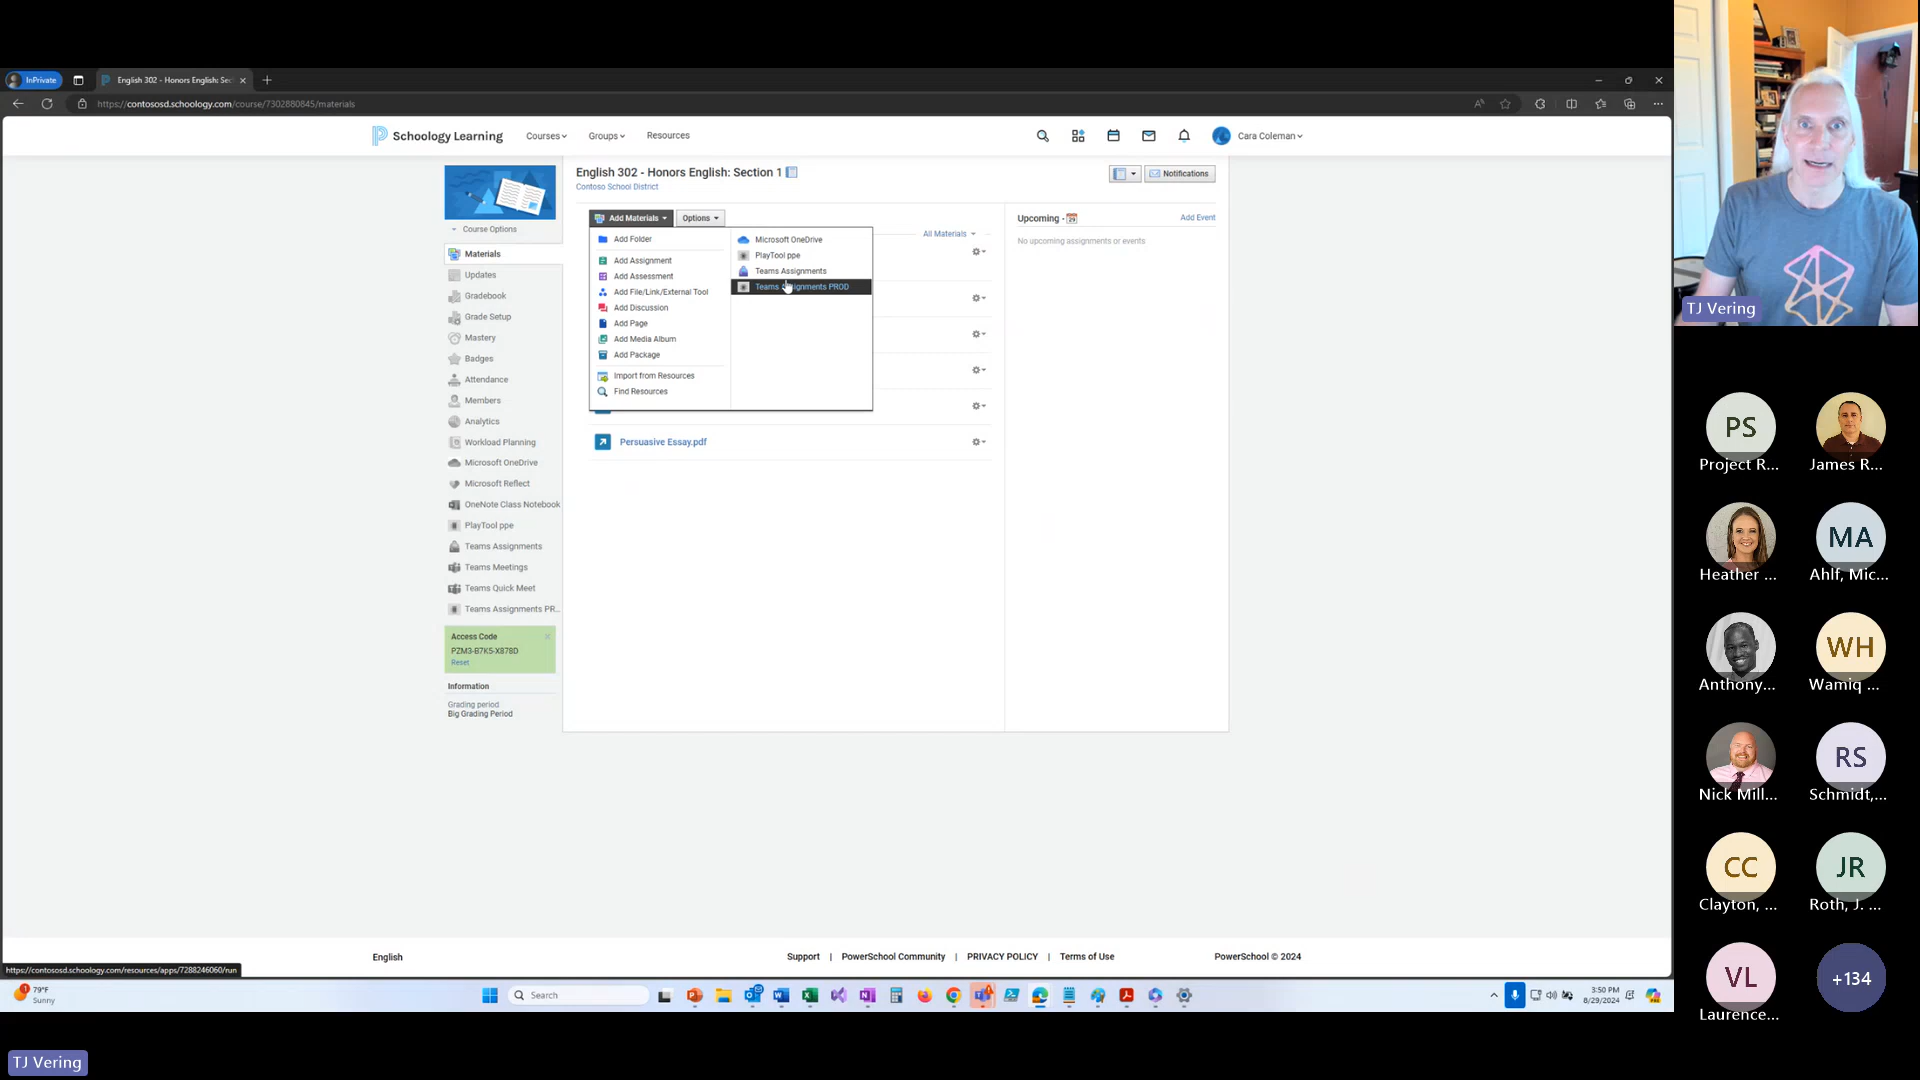 InPrivate
English 302 - Honors English: Sec
https://contososd.schoology.com/course/7302880845/materials
Schoology Learning
Courses
Groups
Resources
Cara Coleman
English 302 - Honors English: Section 1
Contoso School District
Notifications
Course Options
Materials
Updates
Gradebook
Grade Setup
Mastery
Badges
Attendance
Members
Analytics
Workload Planning
Microsoft OneDrive
Microsoft Reflect
OneNote Class Notebook
PlayTool ppe
Teams Assignments
Teams Meetings
Teams Quick Meet
Teams Assignments PR...
Access Code
PZM3-B7K5-X878D
Reset
Information
Grading period
Big Grading Period
Add Materials
Options
All Materials
Add Folder
Add Assignment
Add Assessment
Add File/Link/External Tool
Add Discussion
Add Page
Add Media Album
Add Package
Import from Resources
Find Resources
Microsoft OneDrive
PlayTool ppe
Teams Assignments
Teams Assignments PROD
Persuasive Essay.pdf
Upcoming
Add Event
No upcoming assignments or events
English
Support | PowerSchool Community | PRIVACY POLICY | Terms of Use
PowerSchool © 2024
https://contososd.schoology.com/resources/apps/7288246060/run
79°F
Sunny
Search
3:50 PM
8/29/2024
TJ Vering
TJ Vering
PS
Project R...
James R...
Heather ...
MA
Ahlf, Mic...
Anthony...
WH
Wamiq ...
Nick Mill...
RS
Schmidt,...
CC
Clayton, ...
JR
Roth, J. ...
VL
Laurence...
+134